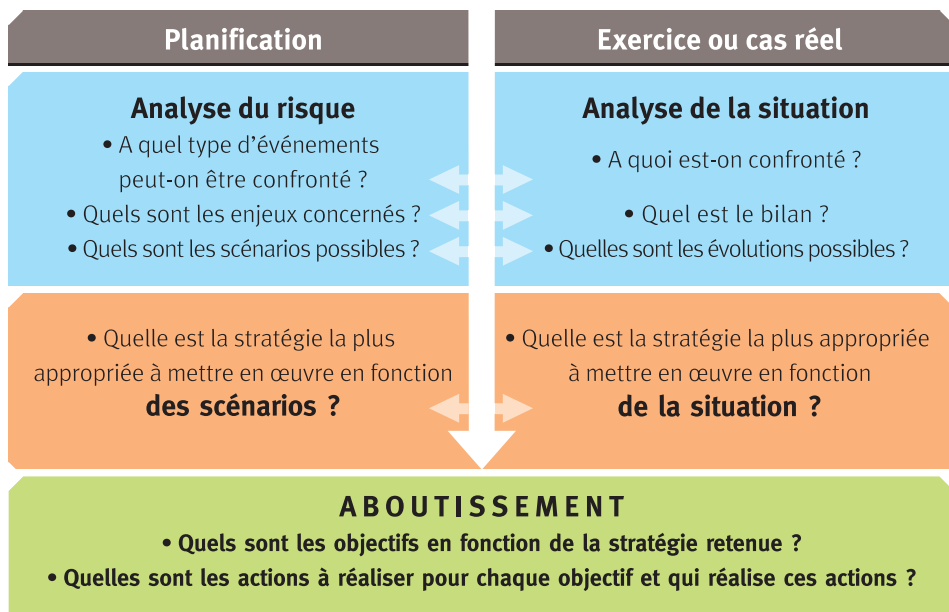 Planification
Analyse du risque
• A quel type d’événements
peut-on être confronté ?
• Quels sont les enjeux concernés ?
• Quels sont les scénarios possibles ?
Exercice ou cas réel
Analyse de la situation
• A quoi est-on confronté ?
• Quel est le bilan ?
• Quelles sont les évolutions possibles ?
• Quelle est la stratégie la plus
appropriée à mettre en œuvre en fonction
des scénarios ?
• Quelle est la stratégie la plus appropriée
à mettre en œuvre en fonction
de la situation ?
ABOUTISSEMENT
• Quels sont les objectifs en fonction de la stratégie retenue ?
• Quelles sont les actions à réaliser pour chaque objectif et qui réalise ces actions ?